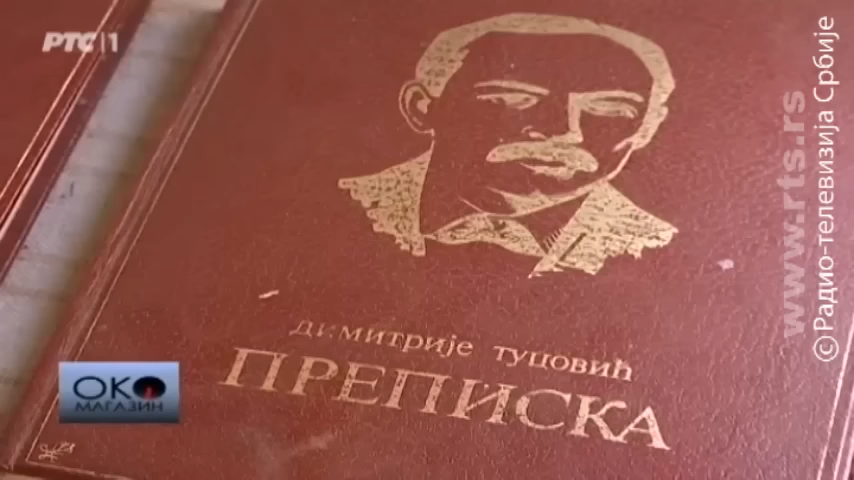 РТС 1
димитрије туцовић
ПРЕПИСКА
ОКО
МАГАЗИН
www.rts.rs
©Радио-телевизија Србије